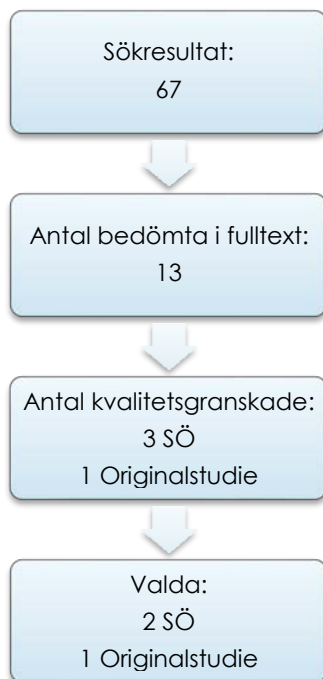 Sökresultat:
67
Antal bedömta i fulltext:
13
Antal kvalitetsgranskade:
3 SÖ
1 Originalstudie
Valda:
2 SÖ
1 Originalstudie